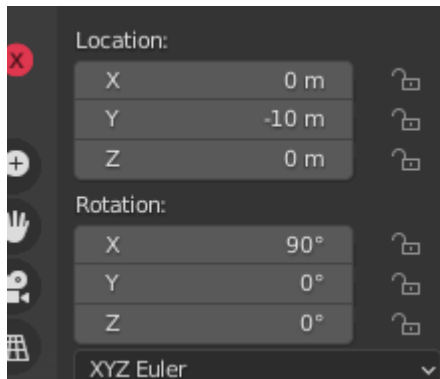 Location:
X
X 0 m
Y -10 m
Z 0 m
Rotation:
X 90°
Y 0°
Z 0°
XYZ Euler